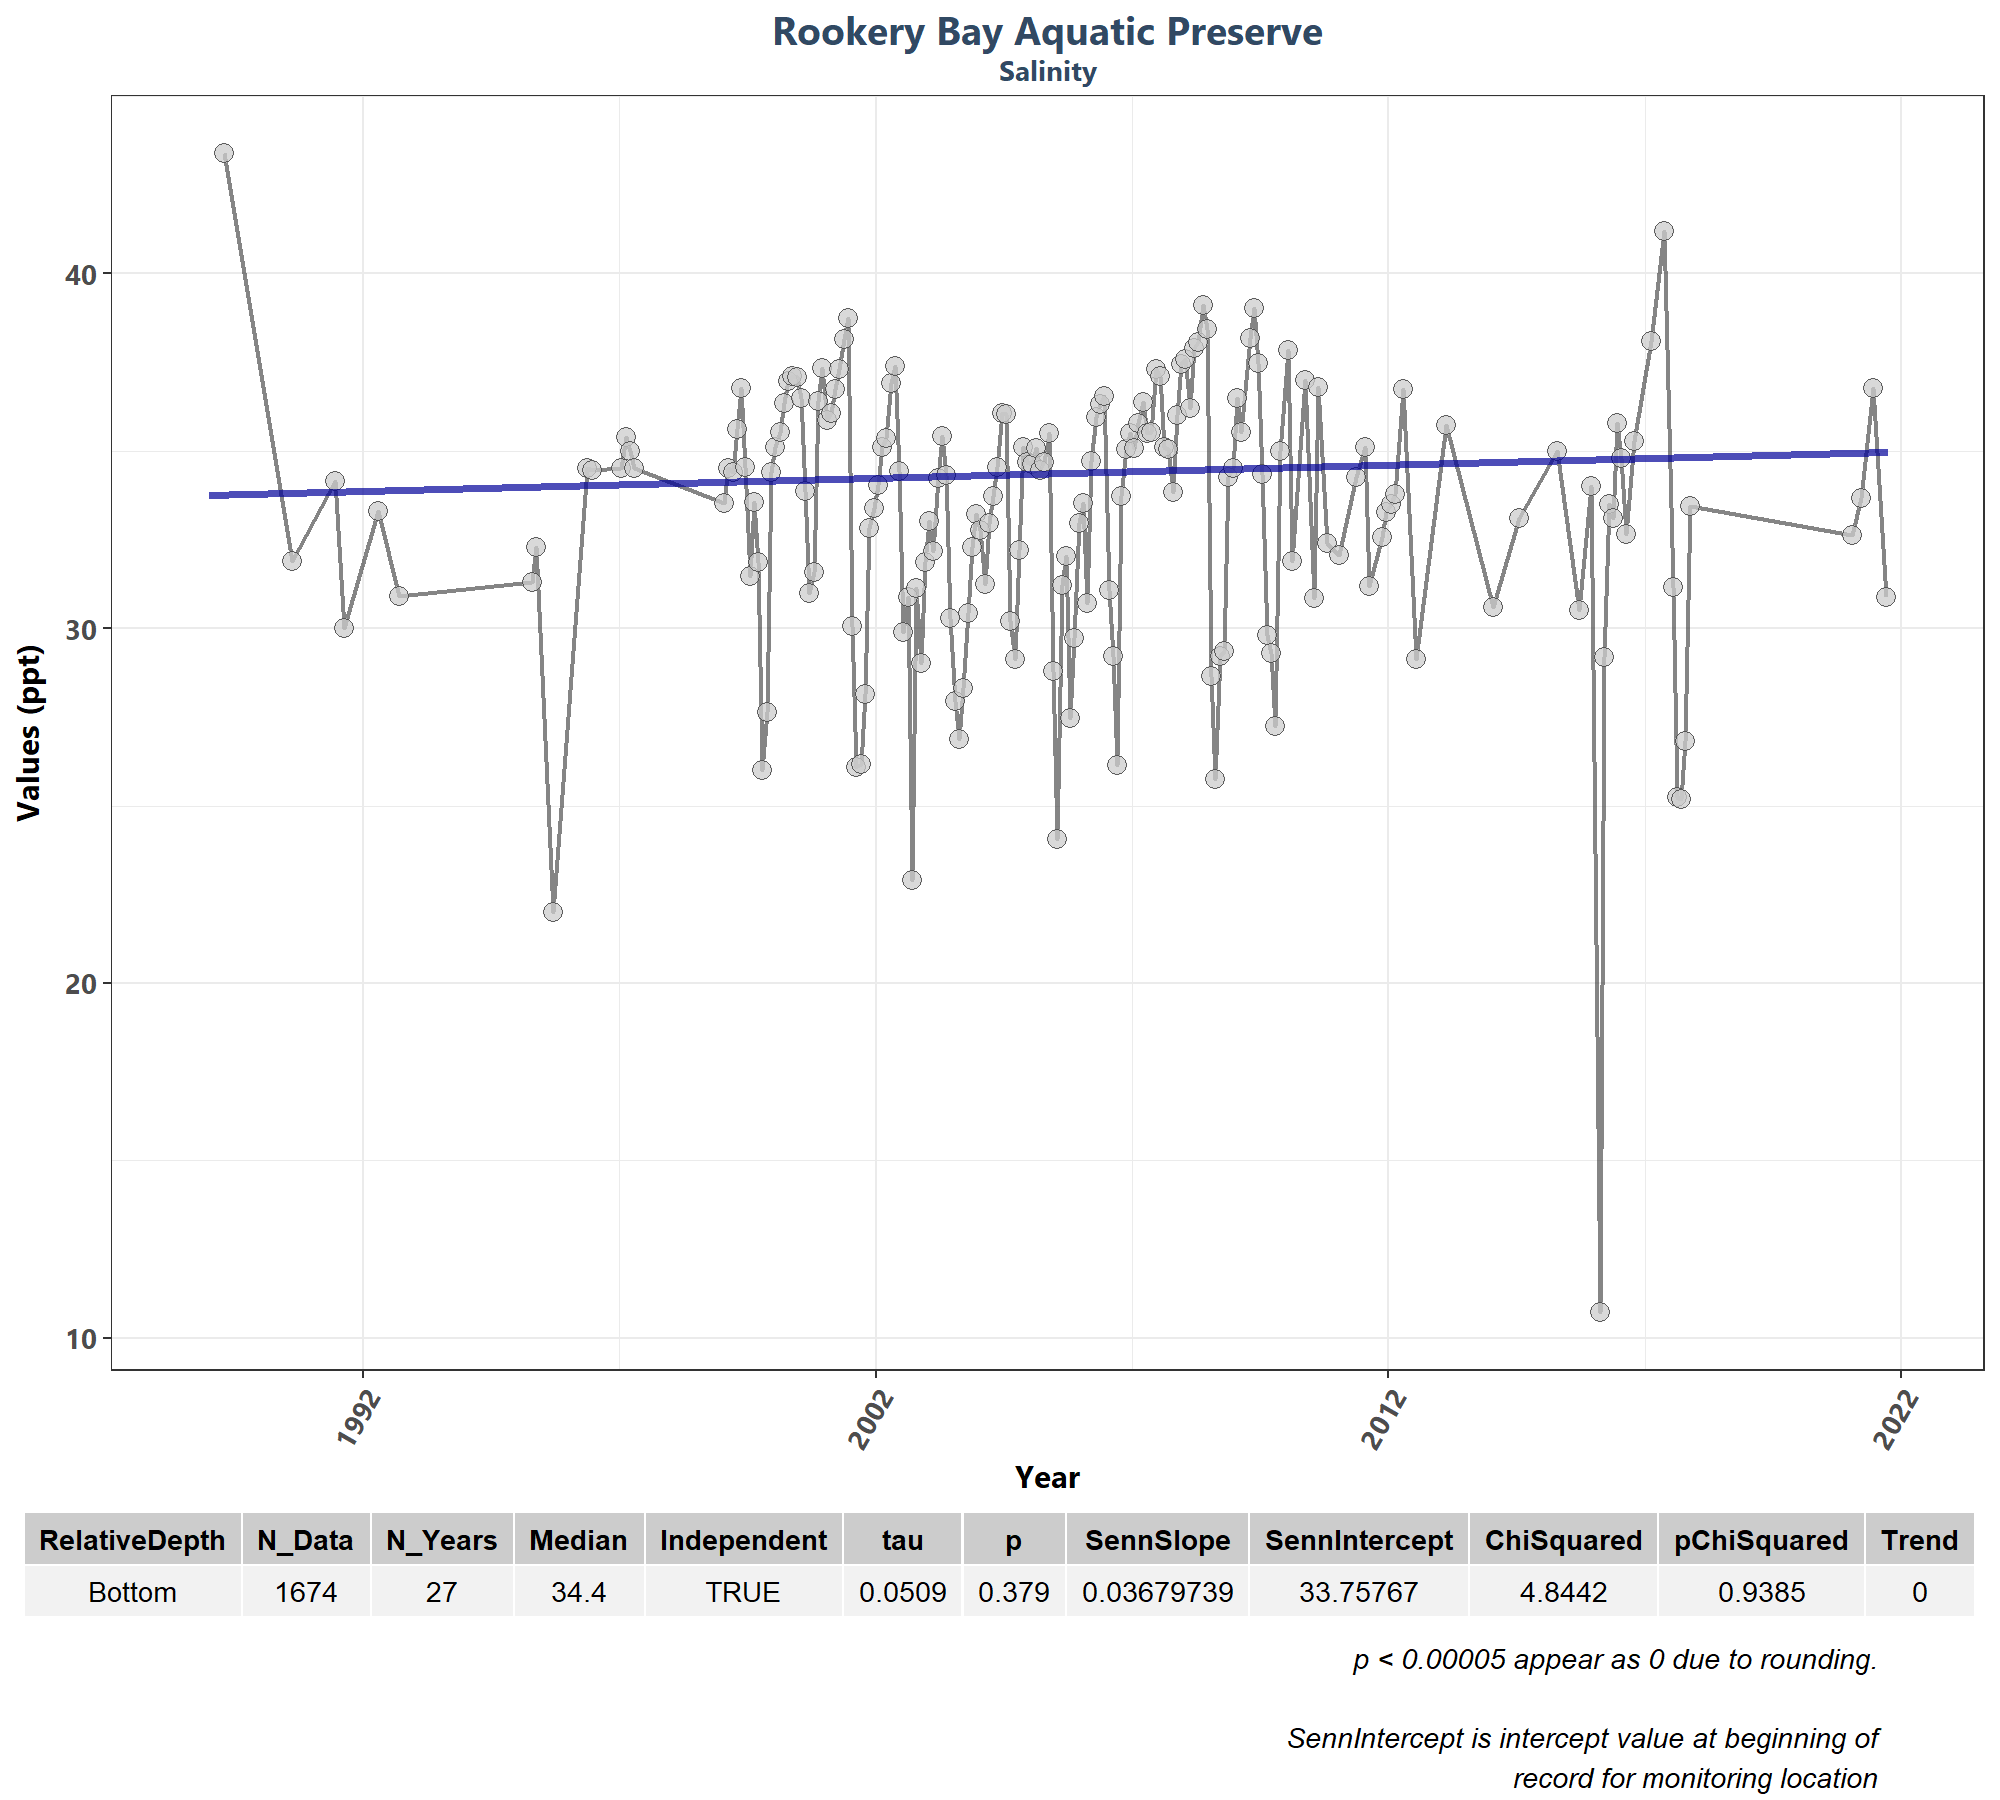 Rookery Bay Aquatic Preserve
Salinity
Values (ppt)
40
30
20
10
1992
2002
2012
2022
Year
RelativeDepth N_Data N_Years Median Independent tau p SennSlope SennIntercept ChiSquared pChiSquared Trend
Bottom 1674 27 34.4 TRUE 0.0509 0.379 0.03679739 33.75767 4.8442 0.9385 0
p < 0.00005 appear as 0 due to rounding.
SennIntercept is intercept value at beginning of
record for monitoring location